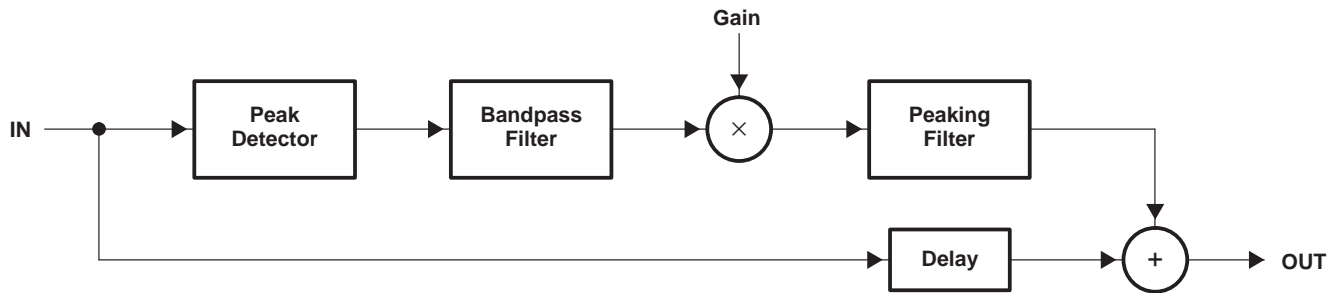 Gain
IN
Peak
Detector
Bandpass
Filter
×
Peaking
Filter
Delay
+
OUT